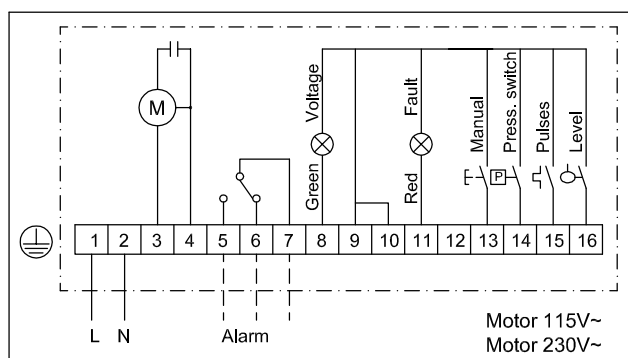 M
Green Voltage
Red Fault
Manual
Press. switch
Pulses
Level
P
1 2 3 4 5 6 7 8 9 10 11 12 13 14 15 16
L N Alarm
Motor 115V~
Motor 230V~